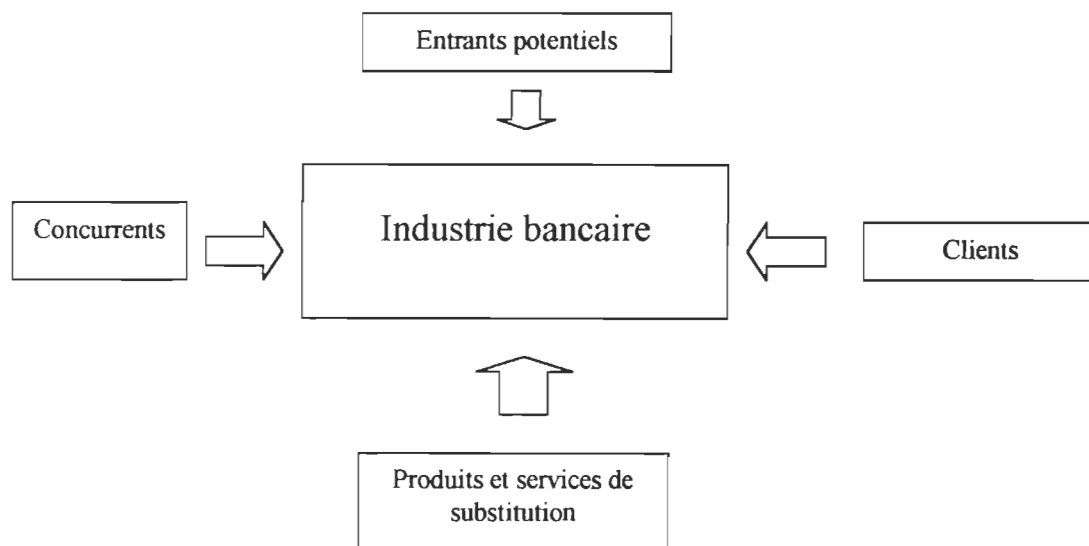 Entrants potentiels
Concurrents
Industrie bancaire
Clients
Produits et services de
substitution